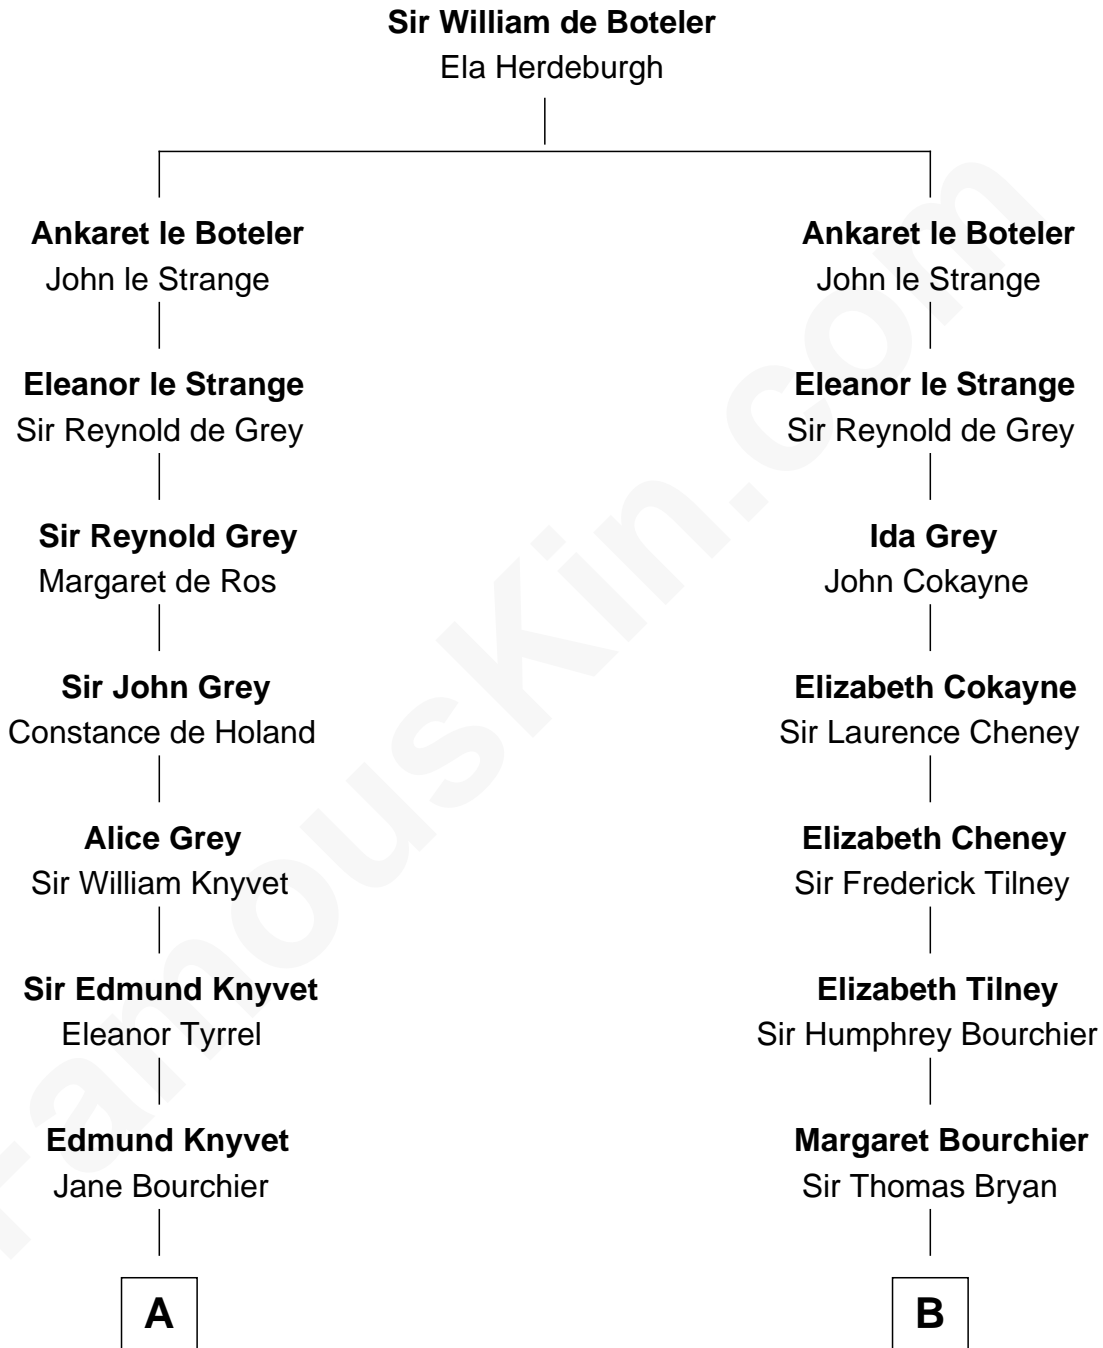 Sir William de Boteler
Ela Herdeburgh
Ankaret le Boteler
John le Strange
Eleanor le Strange
Sir Reynold de Grey
Sir Reynold Grey
Margaret de Ros
Sir John Grey
Constance de Holand
Alice Grey
Sir William Knyvet
Sir Edmund Knyvet
Eleanor Tyrrel
Edmund Knyvet
Jane Bourchier
A
Ankaret le Boteler
John le Strange
Eleanor le Strange
Sir Reynold de Grey
Ida Grey
John Cokayne
Elizabeth Cokayne
Sir Laurence Cheney
Elizabeth Cheney
Sir Frederick Tilney
Elizabeth Tilney
Sir Humphrey Bourchier
Margaret Bourchier
Sir Thomas Bryan
B
FamousKin.com